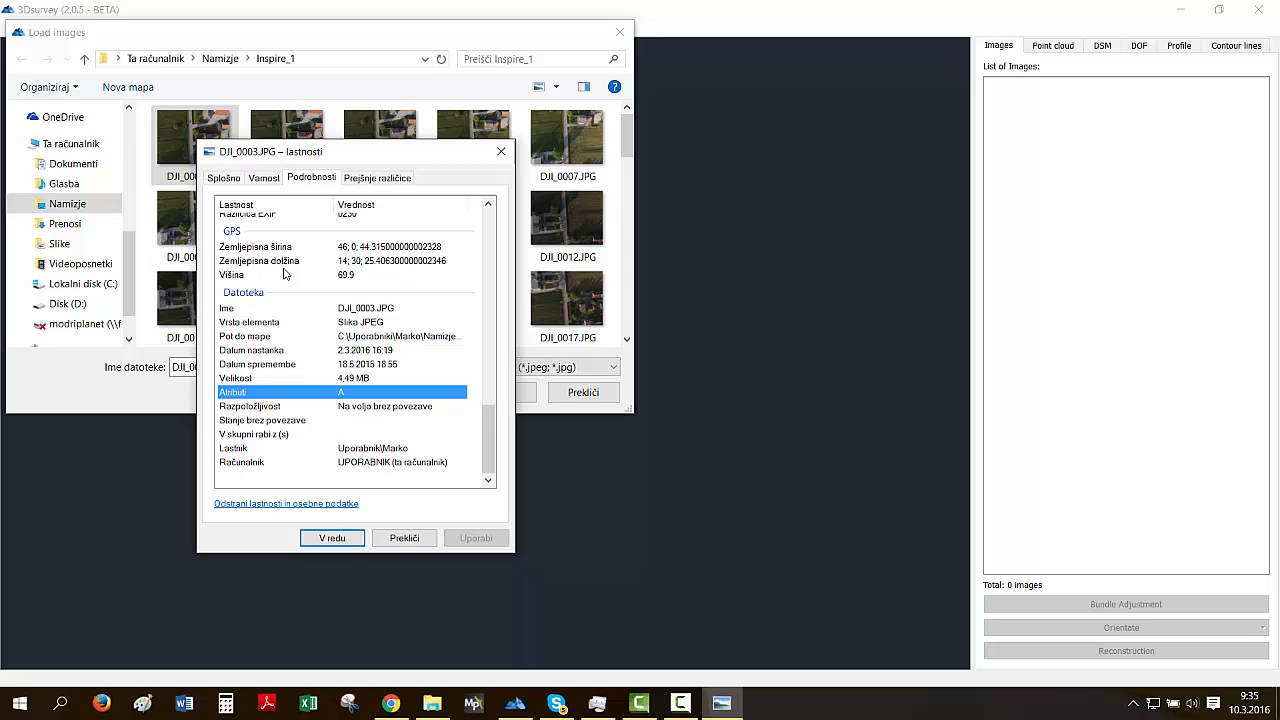 3Dsurvey (2.0.5 - BETA)
Load images
Ta računalnik > Namizje > Inspire_1
Preišči Inspire_1
Organiziraj
Nova mapa
OneDrive
Ta računalnik
Dokumenti
Glasba
Namizje
Prenosi
Slike
Videoposnetki
Lokalni disk (C:)
Disk (D:)
modriplanet (\\f
DJI_0007.JPG
DJI_0012.JPG
DJI_0017.JPG
Ime datoteke:
(*.jpeg; *.jpg)
Prekliči
DJI_0003.JPG – lastnosti
Splošno
Varnost
Podrobnosti
Prejšnje različice
Lastnost
Vrednost
Različica EXIF 0230
GPS
Zemljepisna širina 46; 0; 44.315000000002328
Zemljepisna dolžina 14; 30; 25.406300000002346
Višina 69.9
Datoteka
Ime DJI_0003.JPG
Vrsta elementa Slika JPEG
Pot do mape C:\Uporabniki\Marko\Namizje...
Datum nastanka 2.3.2016 16:19
Datum spremembe 18.5.2015 18:55
Velikost 4,49 MB
Atributi A
Razpoložljivost Na voljo brez povezave
Stanje brez povezave
V skupni rabi z (s)
Lastnik Uporabnik\Marko
Računalnik UPORABNIK (ta računalnik)
Odstrani lastnosti in osebne podatke
V redu
Prekliči
Uporabi
Images
Point cloud
DSM
DOF
Profile
Contour lines
List of Images:
Total: 0 images
Bundle Adjustment
Orientate
Reconstruction
9:35
10.3.2016